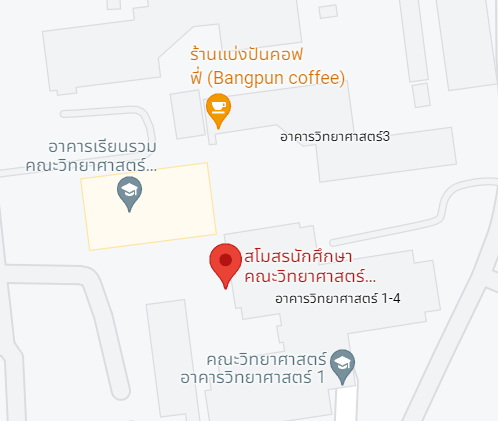 ร้านแบ่งปันคอฟ
ฟี่ (Bangpun coffee)
อาคารวิทยาศาสตร์3
อาคารเรียนรวม
คณะวิทยาศาสตร์...
สโมสรนักศึกษา
คณะวิทยาศาสตร์...
อาคารวิทยาศาสตร์ 1-4
คณะวิทยาศาสตร์
อาคารวิทยาศาสตร์ 1